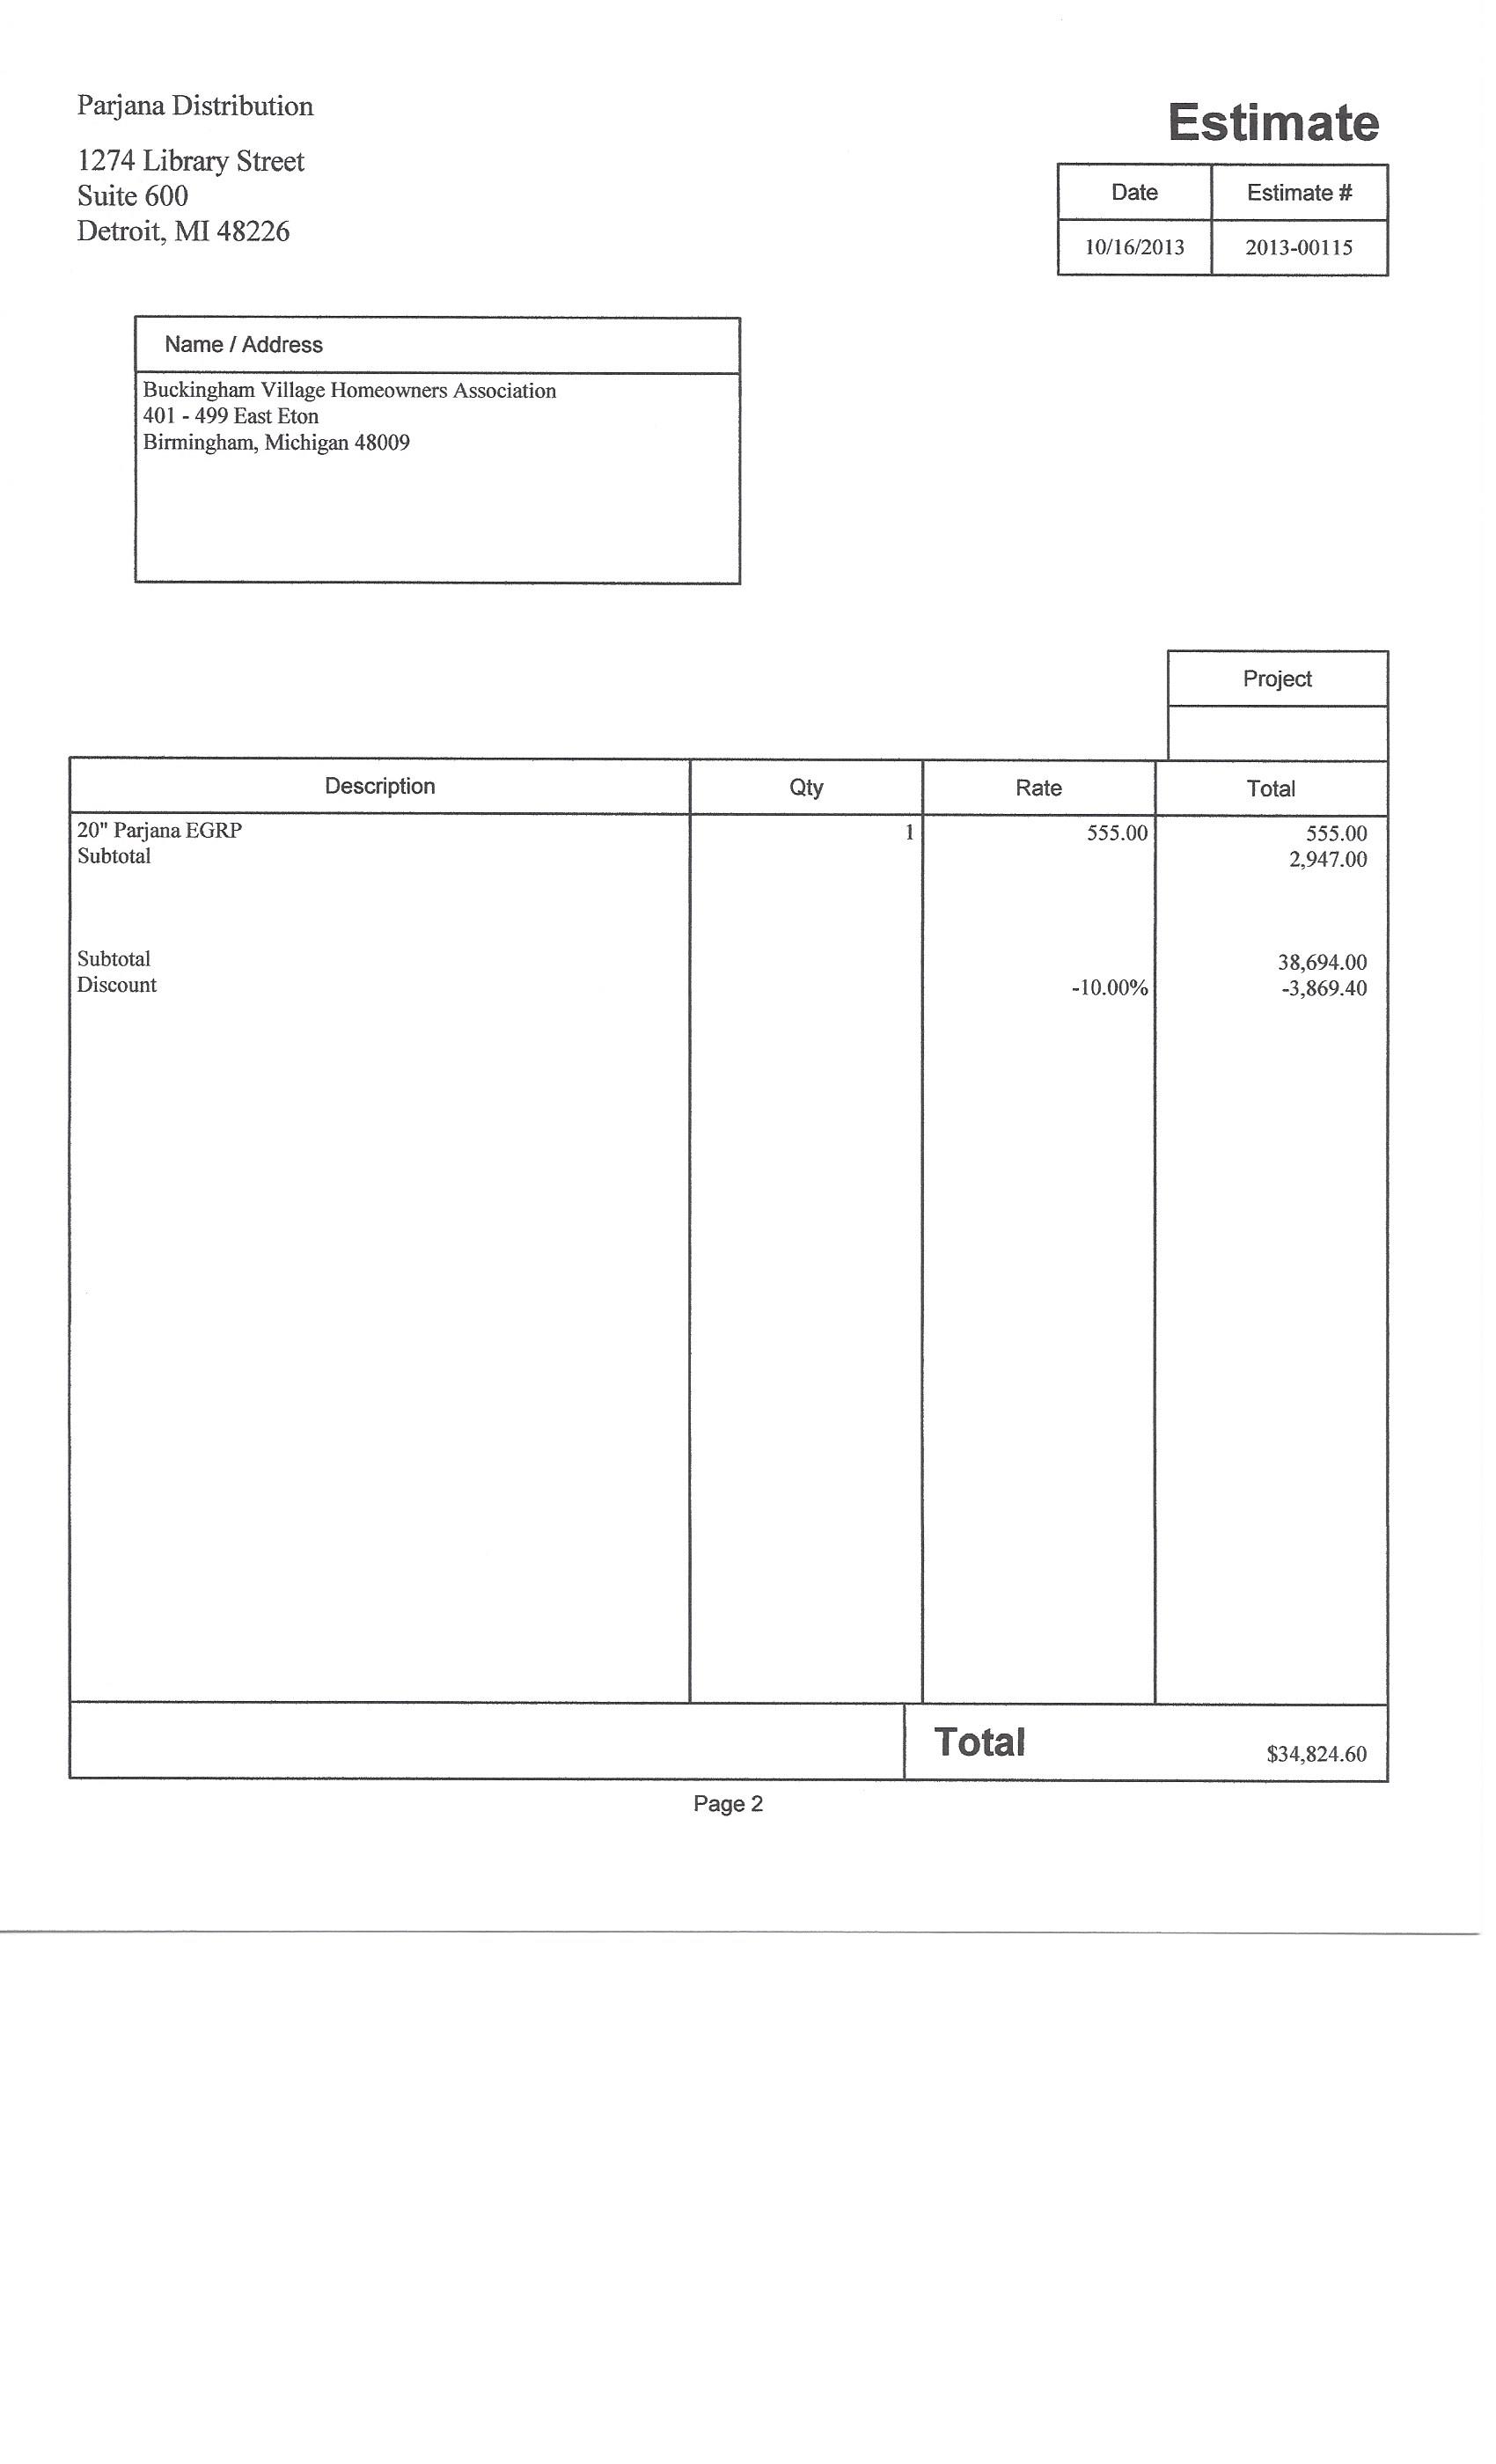 Parjana Distribution
1274 Library Street
Suite 600
Detroit, MI 48226
Estimate
Date Estimate #
10/16/2013 2013-00115
Name / Address
Buckingham Village Homeowners Association
401 - 499 East Eton
Birmingham, Michigan 48009
Project
Description Qty Rate Total
20" Parjana EGRP 1 555.00 555.00
Subtotal 2,947.00
Subtotal 38,694.00
Discount -10.00% -3,869.40
Total $34,824.60
Page 2